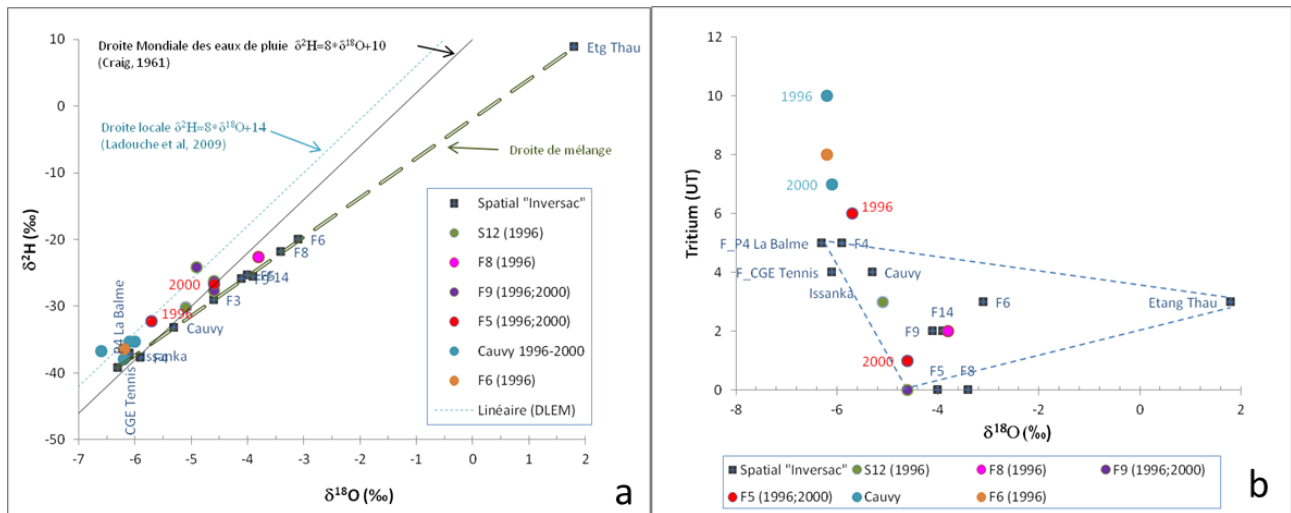 10
0
-10
-20
-30
-40
-50
-7
-6
-5
-4
-3
-2
-1
0
1
2
δ²H (‰)
δ¹⁸O (‰)
Droite Mondiale des eaux de pluie δ²H=8*δ¹⁸O+10
(Craig, 1961)
Etg Thau
Droite locale δ²H=8*δ¹⁸O+14
(Ladouche et al, 2009)
Droite de mélange
F6
F8
F14
F3
2000
1996
Cauvy
P4 La Balme
Issanka
F4
CGE Tennis
Spatial "Inversac"
S12 (1996)
F8 (1996)
F9 (1996;2000)
F5 (1996;2000)
Cauvy 1996-2000
F6 (1996)
Linéaire (DLEM)
a
12
10
8
6
4
2
0
-8
-6
-4
-2
0
2
Tritium (UT)
δ¹⁸O (‰)
1996
2000
1996
F_P4 La Balme
F4
F_CGE Tennis
Cauvy
Issanka
F6
Etang Thau
F14
F9
2000
F5
F8
Spatial "Inversac"
S12 (1996)
F8 (1996)
F9 (1996;2000)
F5 (1996;2000)
Cauvy
F6 (1996)
b